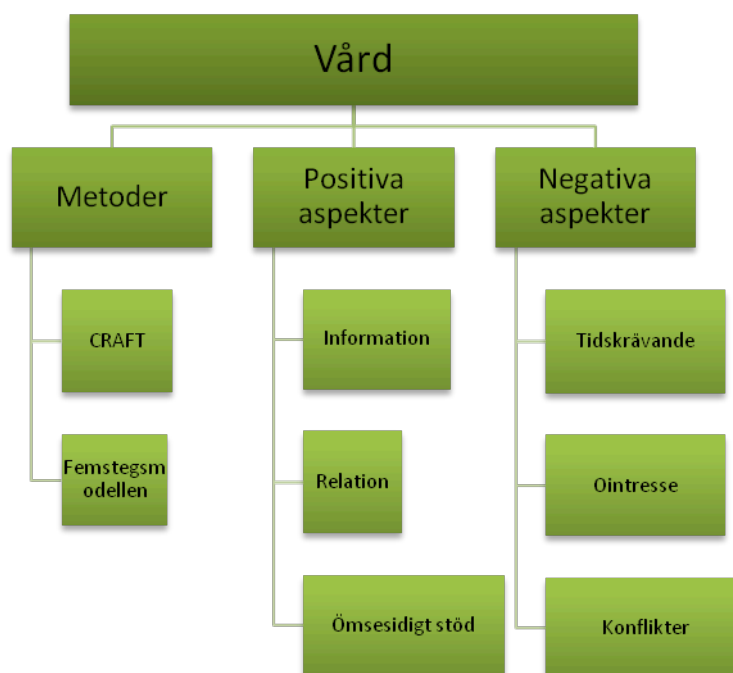 Vård
Metoder
CRAFT
Femstegsm
odellen
Positiva
aspekter
Information
Relation
Ömsesidigt stöd
Negativa
aspekter
Tidskrävande
Ointresse
Konflikter